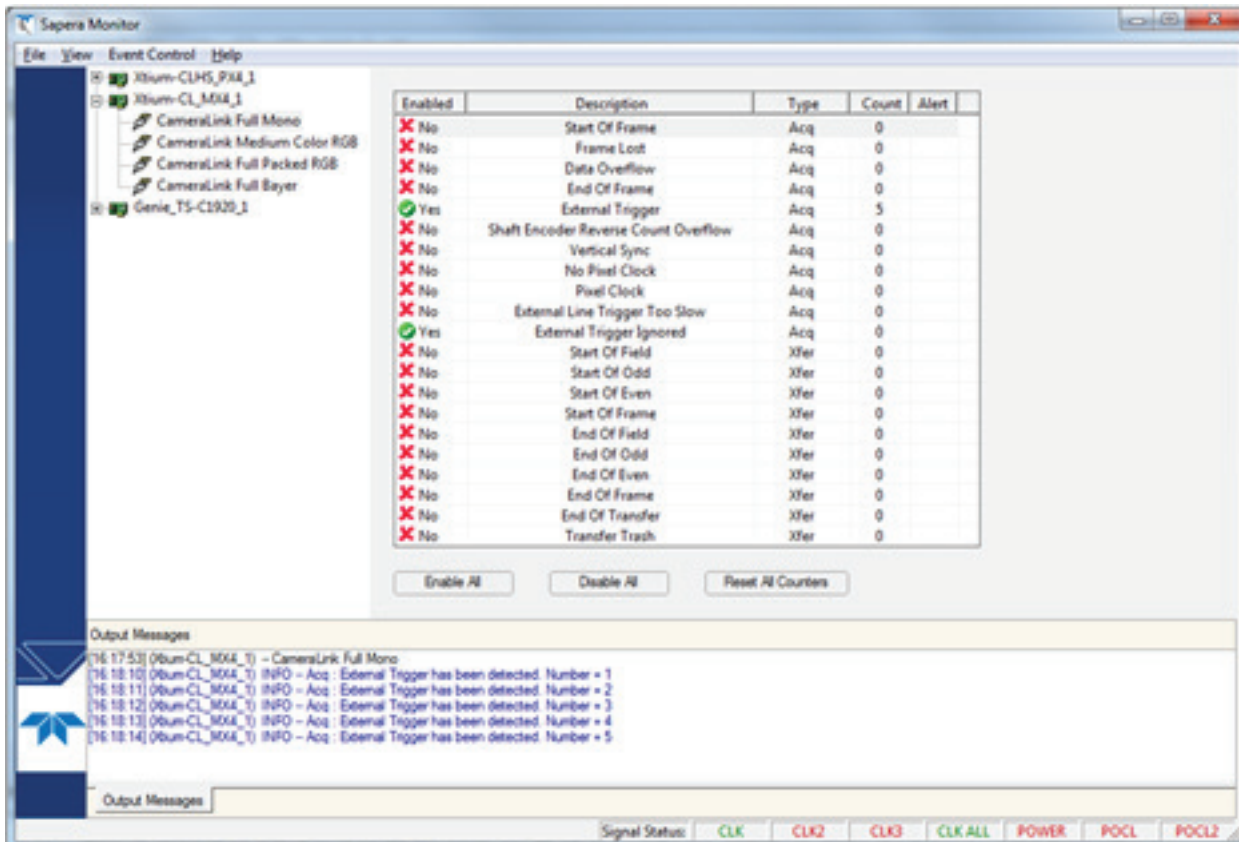 Sapera Monitor
File View Event Control Help
Xtium-CLHS_PX4_1
Xtium-CL_MX4_1
CameraLink Full Mono
CameraLink Medium Color RGB
CameraLink Full Packed RGB
CameraLink Full Bayer
Genie_TS-C1920_1
Enabled Description Type Count Alert
No Start Of Frame Acq 0
No Frame Lost Acq 0
No Data Overflow Acq 0
No End Of Frame Acq 0
Yes External Trigger Acq 5
No Shaft Encoder Reverse Count Overflow Acq 0
No Vertical Sync Acq 0
No No Pixel Clock Acq 0
No Pixel Clock Acq 0
No External Line Trigger Too Slow Acq 0
Yes External Trigger Ignored Acq 0
No Start Of Field Xfer 0
No Start Of Odd Xfer 0
No Start Of Even Xfer 0
No Start Of Frame Xfer 0
No End Of Field Xfer 0
No End Of Odd Xfer 0
No End Of Even Xfer 0
No End Of Frame Xfer 0
No End Of Transfer Xfer 0
No Transfer Trash Xfer 0
Enable All Disable All Reset All Counters
Output Messages
[16:17:53] (Xtium-CL_MX4_1) - CameraLink Full Mono
[16:18:10] (Xtium-CL_MX4_1) INFO - Acq : External Trigger has been detected. Number = 1
[16:18:11] (Xtium-CL_MX4_1) INFO - Acq : External Trigger has been detected. Number = 2
[16:18:12] (Xtium-CL_MX4_1) INFO - Acq : External Trigger has been detected. Number = 3
[16:18:13] (Xtium-CL_MX4_1) INFO - Acq : External Trigger has been detected. Number = 4
[16:18:14] (Xtium-CL_MX4_1) INFO - Acq : External Trigger has been detected. Number = 5
Output Messages
Signal Status: CLK CLK2 CLK3 CLK ALL POWER POCL POCL2